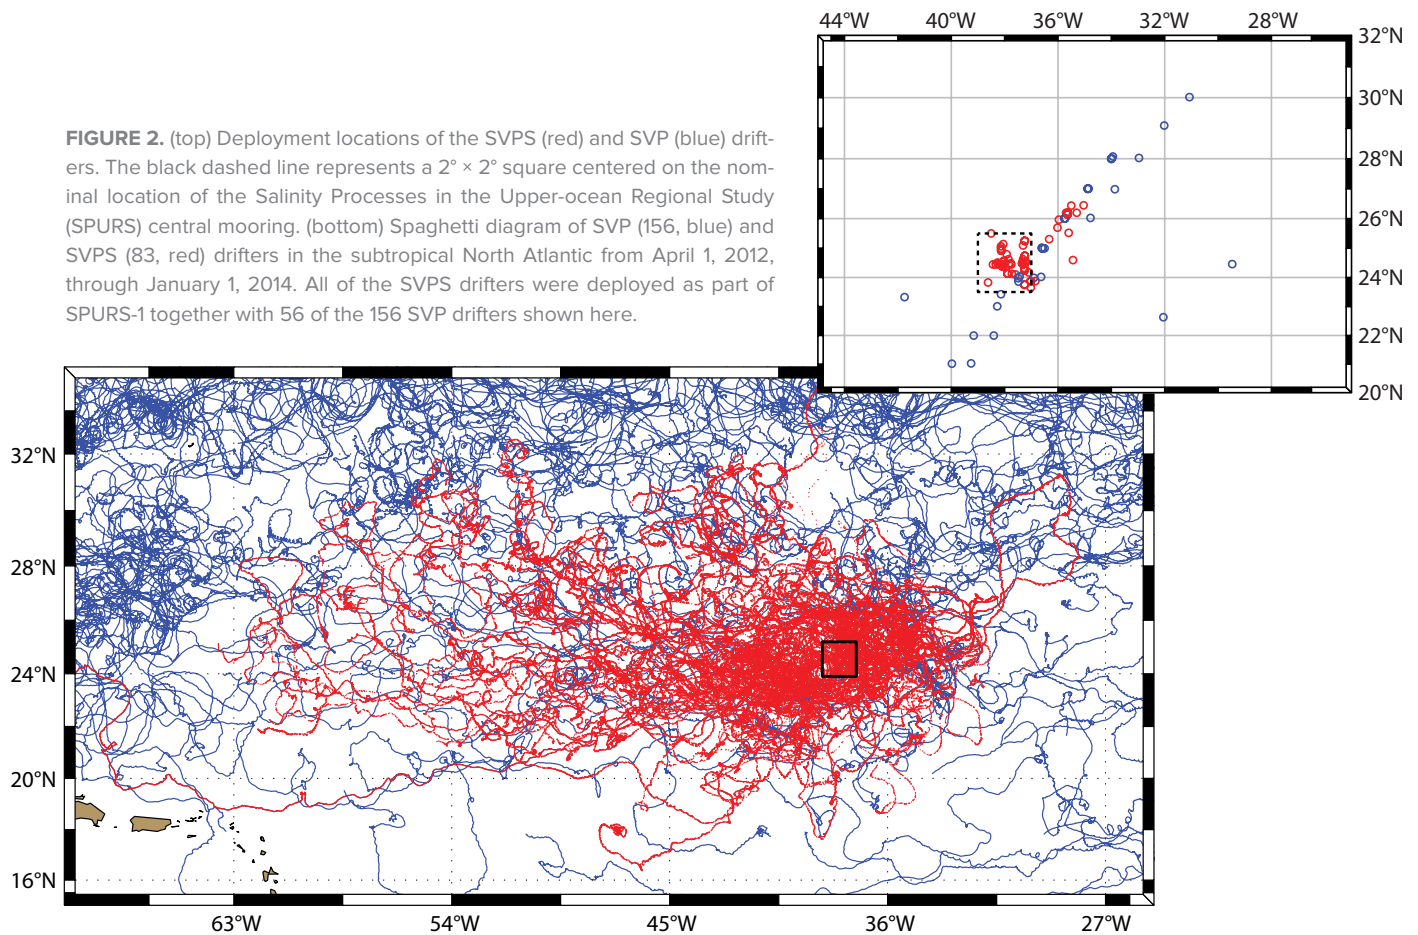 44°W 40°W 36°W 32°W 28°W
32°N
30°N
28°N
26°N
24°N
22°N
20°N
FIGURE 2. (top) Deployment locations of the SVPS (red) and SVP (blue) drift-
ers. The black dashed line represents a 2° × 2° square centered on the nom-
inal location of the Salinity Processes in the Upper-ocean Regional Study
(SPURS) central mooring. (bottom) Spaghetti diagram of SVP (156, blue) and
SVPS (83, red) drifters in the subtropical North Atlantic from April 1, 2012,
through January 1, 2014. All of the SVPS drifters were deployed as part of
SPURS-1 together with 56 of the 156 SVP drifters shown here.
32°N
28°N
24°N
20°N
16°N
63°W 54°W 45°W 36°W 27°W